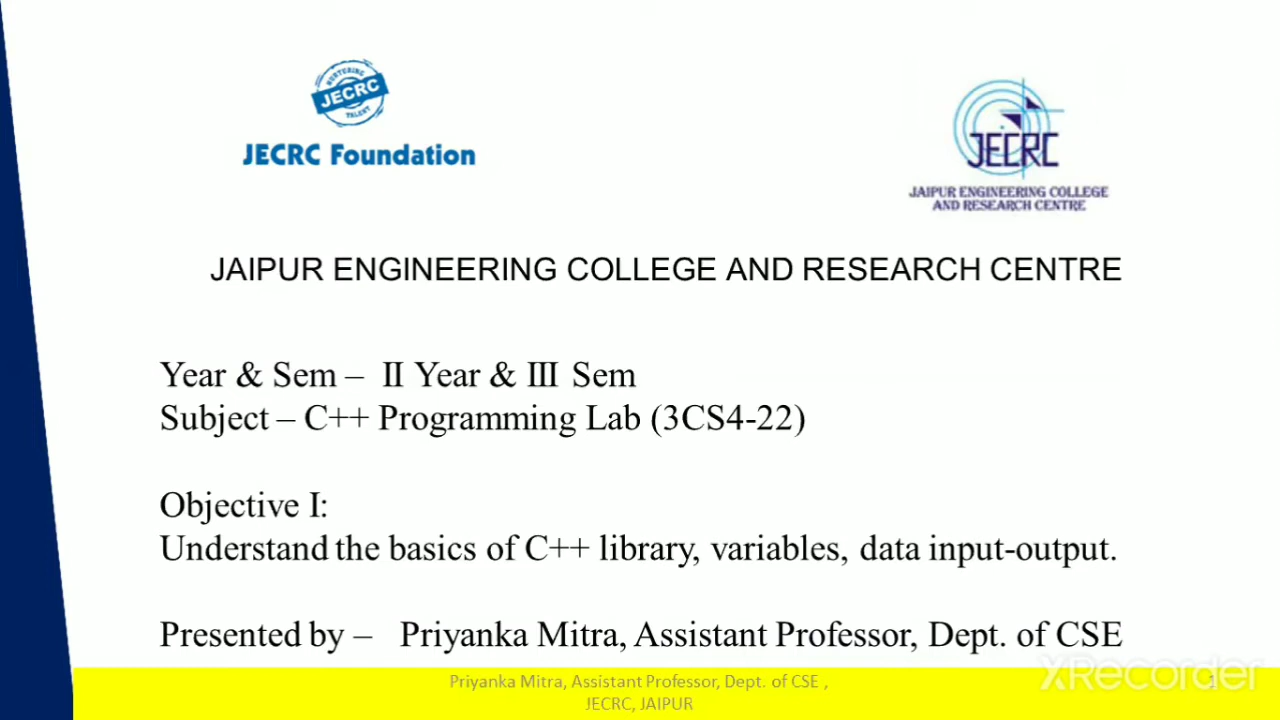 NURTURING
JECRC
TALENT
JECRC Foundation
JECRC
JAIPUR ENGINEERING COLLEGE
AND RESEARCH CENTRE
JAIPUR ENGINEERING COLLEGE AND RESEARCH CENTRE
Year & Sem – II Year & III Sem
Subject – C++ Programming Lab (3CS4-22)
Objective I:
Understand the basics of C++ library, variables, data input-output.
Presented by – Priyanka Mitra, Assistant Professor, Dept. of CSE
Priyanka Mitra, Assistant Professor, Dept. of CSE ,
JECRC, JAIPUR
1
XRecorder